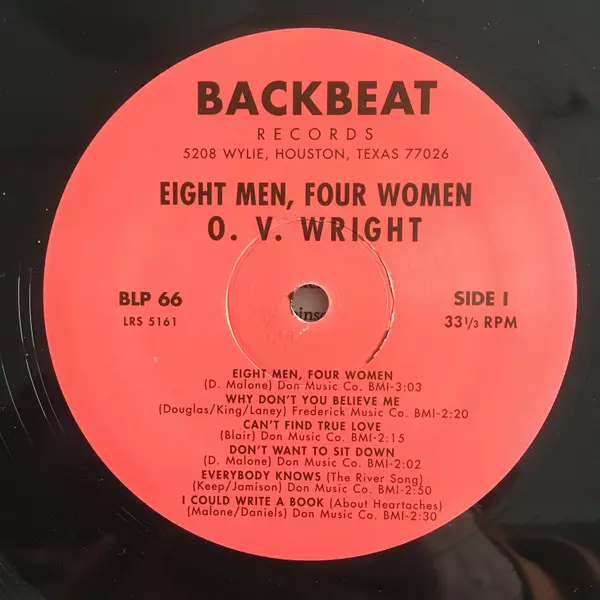 BACKBEAT
RECORDS
5208 WYLIE, HOUSTON, TEXAS 77026
EIGHT MEN, FOUR WOMEN
O. V. WRIGHT
BLP 66
LRS 5161
SIDE I
33 1/3 RPM
EIGHT MEN, FOUR WOMEN
(D. Malone) Don Music Co. BMI-3:03
WHY DON'T YOU BELIEVE ME
(Douglas/King/Laney) Frederick Music Co. BMI-2:20
CAN'T FIND TRUE LOVE
(Blair) Don Music Co. BMI-2:15
DON'T WANT TO SIT DOWN
(D. Malone) Don Music Co. BMI-2:02
EVERYBODY KNOWS (The River Song)
(Keep/Jamison) Don Music Co. BMI-2:50
I COULD WRITE A BOOK (About Heartaches)
(Malone/Daniels) Don Music Co. BMI-2:30